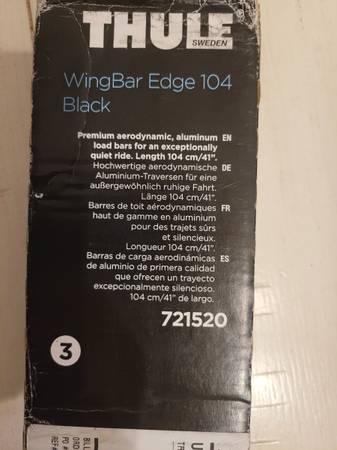 THULE
SWEDEN
WingBar Edge 104
Black
Premium aerodynamic, aluminum EN
load bars for an exceptionally
quiet ride. Length 104 cm/41".
Hochwertige aerodynamische DE
Aluminium-Traversen für eine
außergewöhnlich ruhige Fahrt.
Länge 104 cm/41".
Barres de toit aérodynamiques FR
haut de gamme en aluminium
pour des trajets sûrs
et silencieux.
Longueur 104 cm/41".
Barras de carga aerodinámicas ES
de aluminio de primera calidad
que ofrecen un trayecto
excepcionalmente silencioso.
104 cm/41" de largo.
721520
3